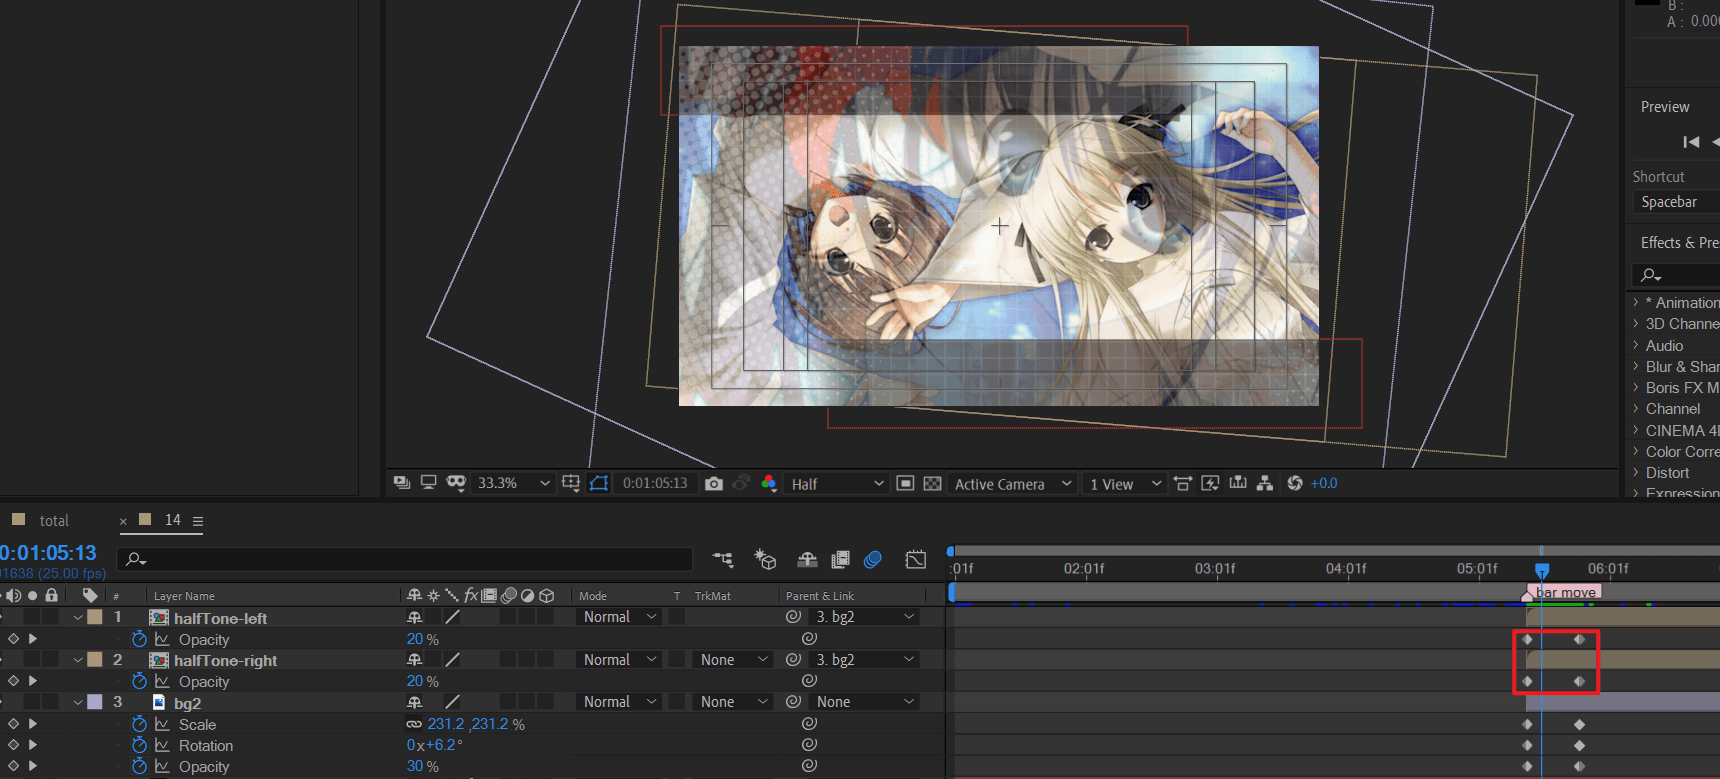 B :
A : 0.000
Preview
Shortcut
Spacebar
Effects & Pre
* Animation
3D Channe
Audio
Blur & Shar
Boris FX M
Channel
CINEMA 4D
Color Corre
Distort
Expression
33.3%
0:01:05:13
Half
Active Camera
1 View
+0.0
total
× 14
0:01:05:13
01638 (25.00 fps)
:01f 02:01f 03:01f 04:01f 05:01f 06:01f
bar move
# Layer Name fx Mode T TrkMat Parent & Link
1 halfTone-left Normal 3. bg2
Opacity 20 %
2 halfTone-right Normal None 3. bg2
Opacity 20 %
3 bg2 Normal None None
Scale 231.2 ,231.2 %
Rotation 0x+6.2°
Opacity 30 %